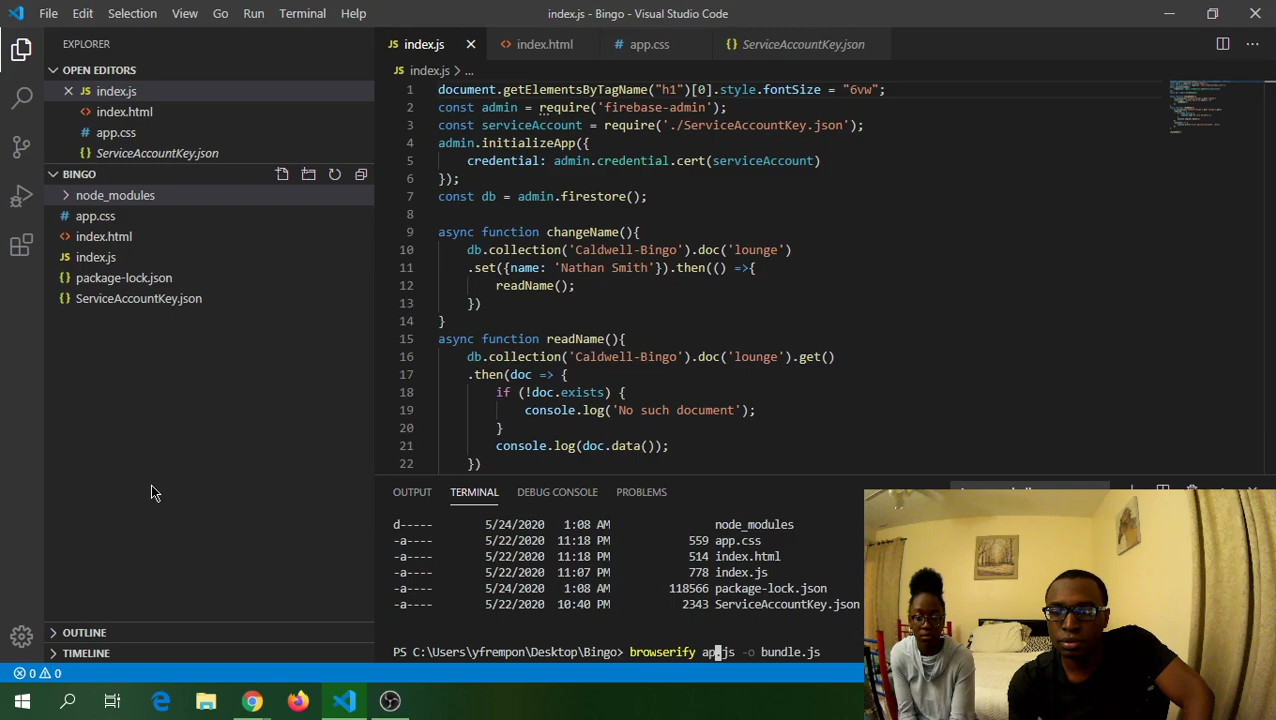 File Edit Selection View Go Run Terminal Help
index.js - Bingo - Visual Studio Code
EXPLORER
OPEN EDITORS
index.js
index.html
app.css
ServiceAccountKey.json
BINGO
node_modules
app.css
index.html
index.js
package-lock.json
ServiceAccountKey.json
OUTLINE
TIMELINE
JS index.js
index.html
app.css
ServiceAccountKey.json
JS index.js > ...
1 document.getElementsByTagName("h1")[0].style.fontSize = "6vw";
2 const admin = require('firebase-admin');
3 const serviceAccount = require('./ServiceAccountKey.json');
4 admin.initializeApp({
5 credential: admin.credential.cert(serviceAccount)
6 });
7 const db = admin.firestore();
8
9 async function changeName(){
10 db.collection('Caldwell-Bingo').doc('lounge')
11 .set({name: 'Nathan Smith'}).then(() =>{
12 readName();
13 })
14 }
15 async function readName(){
16 db.collection('Caldwell-Bingo').doc('lounge').get()
17 .then(doc => {
18 if (!doc.exists) {
19 console.log('No such document');
20 }
21 console.log(doc.data());
22 })
OUTPUT TERMINAL DEBUG CONSOLE PROBLEMS
d----- 5/24/2020 1:08 AM node_modules
-a---- 5/22/2020 11:18 PM 559 app.css
-a---- 5/22/2020 11:18 PM 514 index.html
-a---- 5/22/2020 11:07 PM 778 index.js
-a---- 5/24/2020 1:08 AM 118566 package-lock.json
-a---- 5/22/2020 10:40 PM 2343 ServiceAccountKey.json
PS C:\Users\yfrempon\Desktop\Bingo> browserify ap.js -o bundle.js
0 0